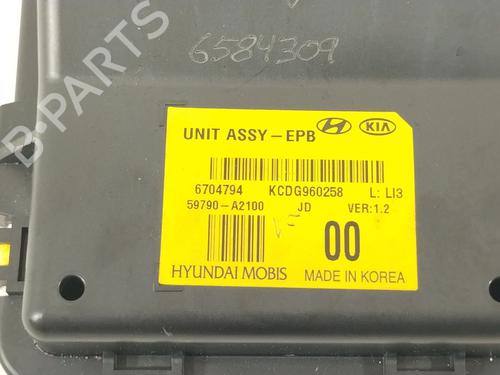 6584309
UNIT ASSY-EPB HYUNDAI KIA
6704794 KCDG960258 L: LI3
59790-A2100 JD VER:1.2
00
HYUNDAI MOBIS MADE IN KOREA
B-PARTS